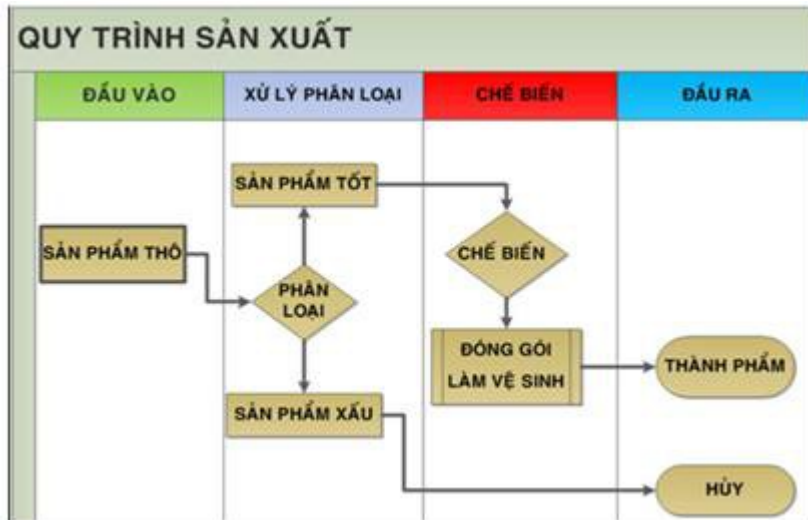 QUY TRÌNH SẢN XUẤT
ĐẦU VÀO
XỬ LÝ PHÂN LOẠI
CHẾ BIẾN
ĐẦU RA
SẢN PHẨM THÔ
SẢN PHẨM TỐT
PHÂN
LOẠI
SẢN PHẨM XẤU
CHẾ BIẾN
ĐÓNG GÓI
LÀM VỆ SINH
THÀNH PHẨM
HỦY